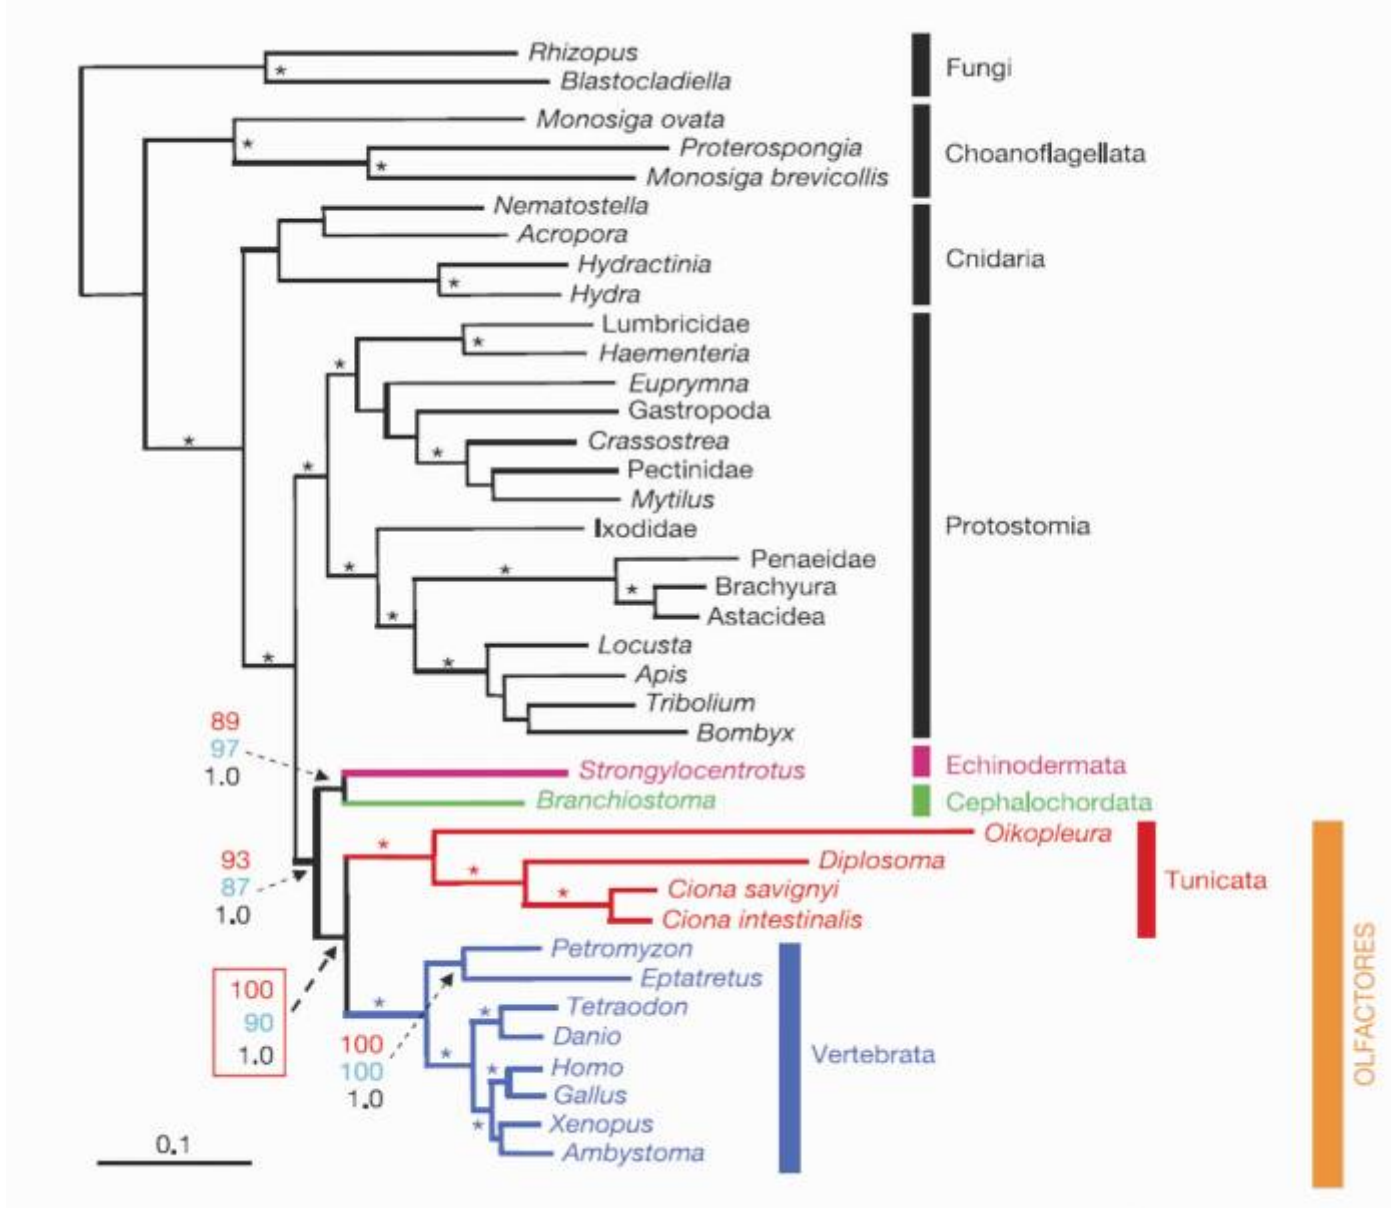 Rhizopus
*
Blastocladiella
Fungi
Monosiga ovata
*
Proterospongia
*
Monosiga brevicollis
Choanoflagellata
Nematostella
Acropora
Hydractinia
*
Hydra
Cnidaria
Lumbricidae
*
Haementeria
*
Euprymna
Gastropoda
Crassostrea
*
Pectinidae
*
Mytilus
Ixodidae
*
Penaeidae
*
Brachyura
*
Astacidea
*
Locusta
*
Apis
Tribolium
Bombyx
Protostomia
*
*
89
97
1.0
Strongylocentrotus
Echinodermata
Branchiostoma
Cephalochordata
93
87
1.0
Oikopleura
*
Diplosoma
*
Ciona savignyi
*
Ciona intestinalis
Tunicata
100
90
1.0
Petromyzon
Eptatretus
*
100
100
1.0
Tetraodon
*
Danio
*
Homo
*
Gallus
Xenopus
*
Ambystoma
Vertebrata
OLFACTORES
0.1